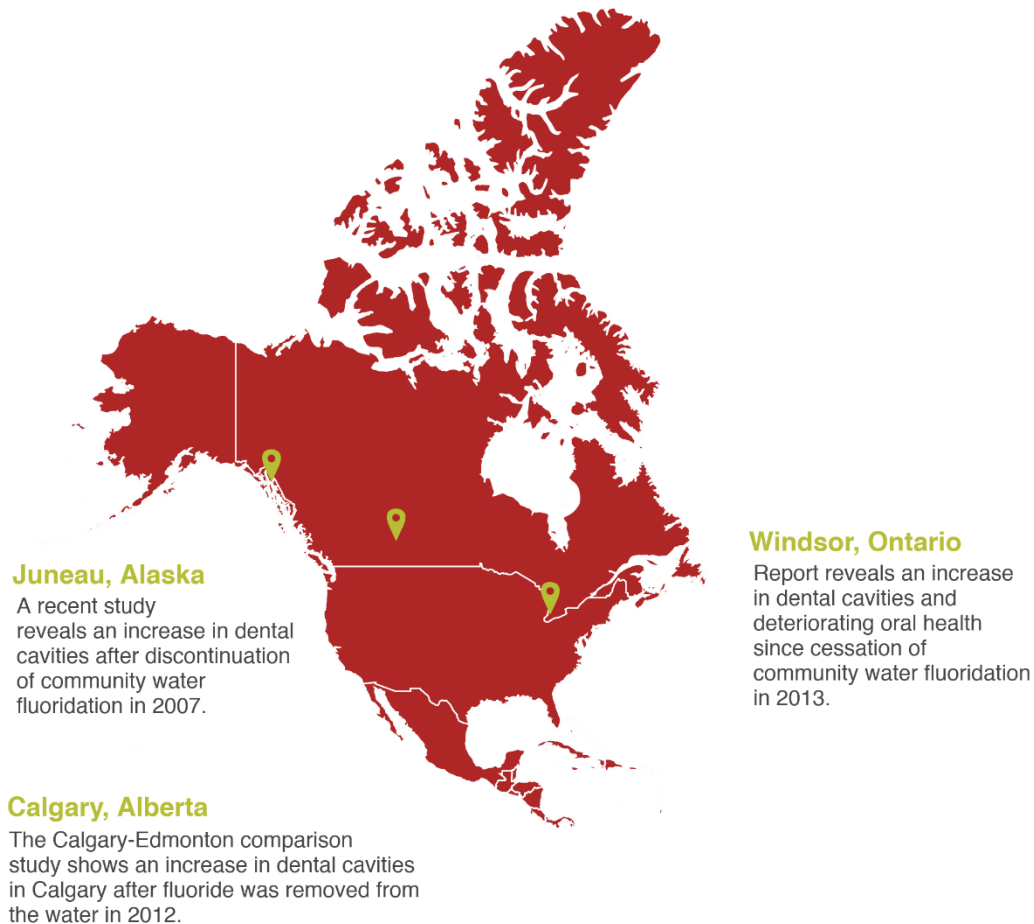 Juneau, Alaska
A recent study
reveals an increase in dental
cavities after discontinuation
of community water
fluoridation in 2007.
Windsor, Ontario
Report reveals an increase
in dental cavities and
deteriorating oral health
since cessation of
community water fluoridation
in 2013.
Calgary, Alberta
The Calgary-Edmonton comparison
study shows an increase in dental cavities
in Calgary after fluoride was removed from
the water in 2012.